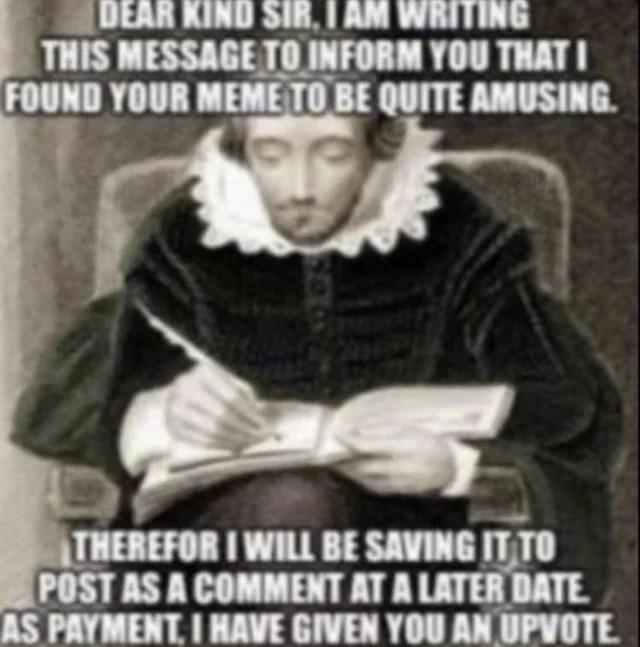 DEAR KIND SIR, I AM WRITING
THIS MESSAGE TO INFORM YOU THAT I
FOUND YOUR MEME TO BE QUITE AMUSING.
THEREFOR I WILL BE SAVING IT TO
POST AS A COMMENT AT A LATER DATE.
AS PAYMENT, I HAVE GIVEN YOU AN UPVOTE.